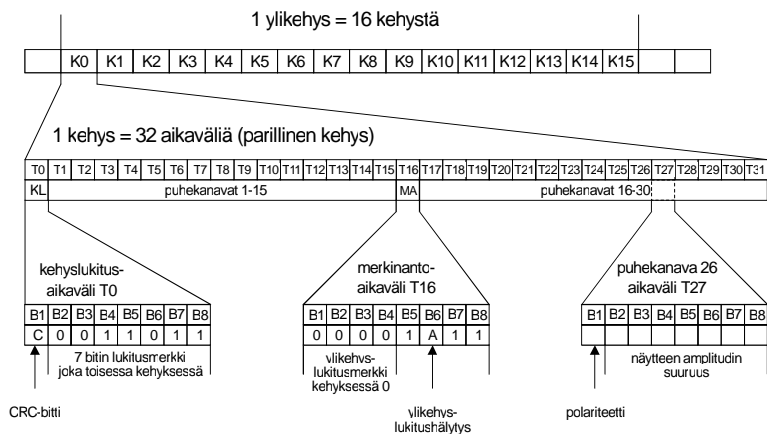 1 ylikehys = 16 kehystä
K0 K1 K2 K3 K4 K5 K6 K7 K8 K9 K10 K11 K12 K13 K14 K15
1 kehys = 32 aikaväliä (parillinen kehys)
T0 T1 T2 T3 T4 T5 T6 T7 T8 T9 T10 T11 T12 T13 T14 T15 T16 T17 T18 T19 T20 T21 T22 T23 T24 T25 T26 T27 T28 T29 T30 T31
KL puhekanavat 1-15 MA puhekanavat 16-30
kehyslukitus- merkinanto- puhekanava 26
aikaväli T0 aikaväli T16 aikaväli T27
B1 B2 B3 B4 B5 B6 B7 B8 B1 B2 B3 B4 B5 B6 B7 B8 B1 B2 B3 B4 B5 B6 B7 B8
C 0 0 1 1 0 1 1 0 0 0 0 1 A 1 1
7 bitin lukitusmerkki ylikehys- näytteen amplitudin
joka toisessa kehyksessä lukitusmerkki suuruus
kehyksessä 0
CRC-bitti ylikehys- polariteetti
lukitushälytys